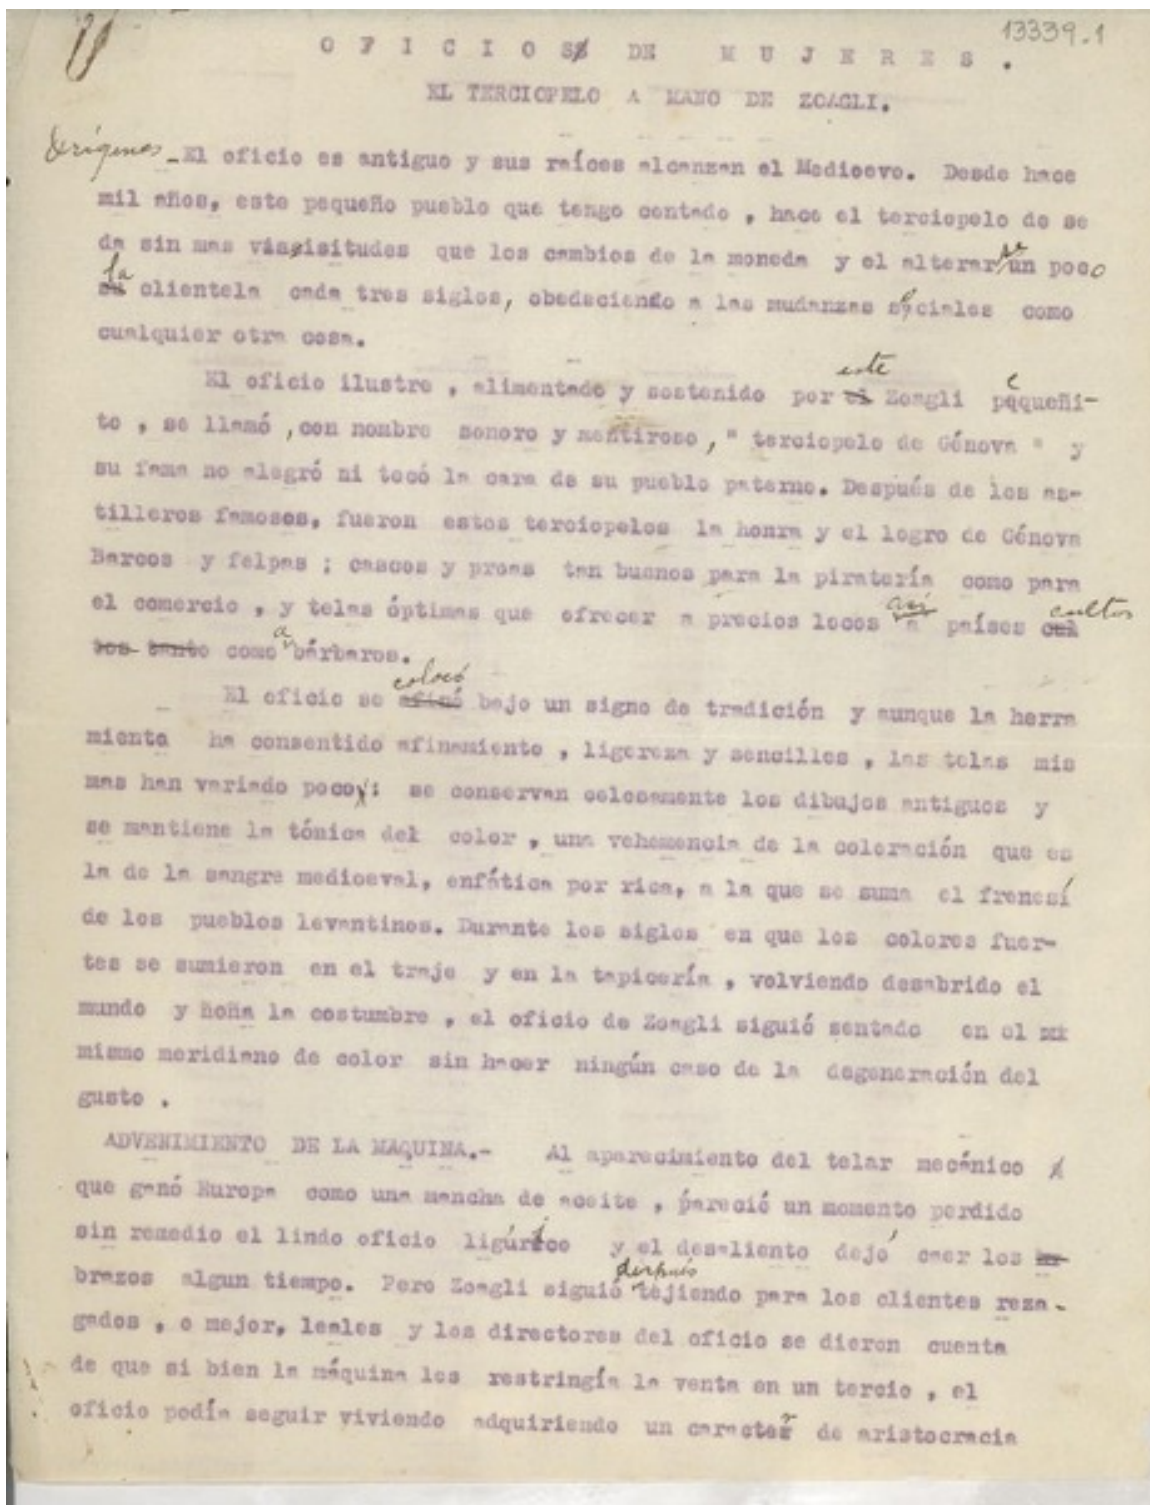 13339.1
O F I C I O S DE M U J E R E S .
EL TERCIOPELO A MANO DE ZOAGLI.
Orígenes -El oficio es antiguo y sus raíces alcanzan el Medioevo. Desde hace
mil años, este pequeño pueblo que tengo contado , hace el terciopelo de se
da sin mas viscisitudes que los cambios de la moneda y el alterarse un poco
su la clientela cada tres siglos, obedeciendo a las mudanzas sociales como
cualquier otra cosa.
El oficio ilustre , alimentado y sostenido por el este Zoagli pequeñi-
to , se llamó , con nombre sonoro y mentiroso, " terciopelo de Génova " y
su fama no alegró ni tocó la cara de su pueblo paterno. Después de los as-
tilleros famosos, fueron estos terciopelos la honra y el logro de Génova
Barcos y felpas ; cascos y proas tan buenos para la piratería como para
el comercio , y telas óptimas que ofrecer a precios locos así a países cul cultos
tos tanto como a bárbaros.
El oficio se afinó colocó bajo un signo de tradición y aunque la herra
mienta ha consentido afinamiento , ligereza y sencillos , las telas mis
mas han variado poco: se conservan celosamente los dibujos antiguos y
se mantiene la tónica del color , una vehemencia de la coloración que es
la de la sangre medioeval, enfática por rica, a la que se suma el frenesí
de los pueblos levantinos. Durante los siglos en que los colores fuer-
tes se sumieron en el traje y en la tapicería , volviendo desabrido el
mundo y ñoña la costumbre , el oficio de Zoagli siguió sentado en el mi
mismo meridiano de color sin hacer ningún caso de la degeneración del
gusto .
ADVENIMIENTO DE LA MAQUINA.- Al aparecimiento del telar mecánico
que ganó Europa como una mancha de aceite , pareció un momento perdido
sin remedio el lindo oficio ligúrico y el desaliento dejó caer los
brazos algun tiempo. Pero Zoagli siguió después tejiendo para los clientes reza-
gados , o mejor, leales y los directores del oficio se dieron cuenta
de que si bien la máquina les restringía la venta en un tercio , el
oficio podía seguir viviendo adquiriendo un caracter de aristocracia